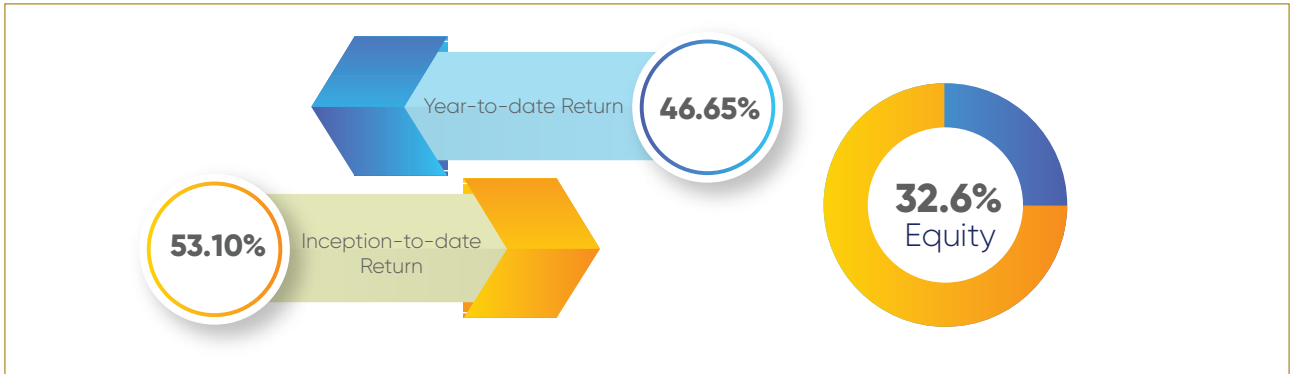 Year-to-date Return
46.65%
53.10%
Inception-to-date
Return
32.6%
Equity